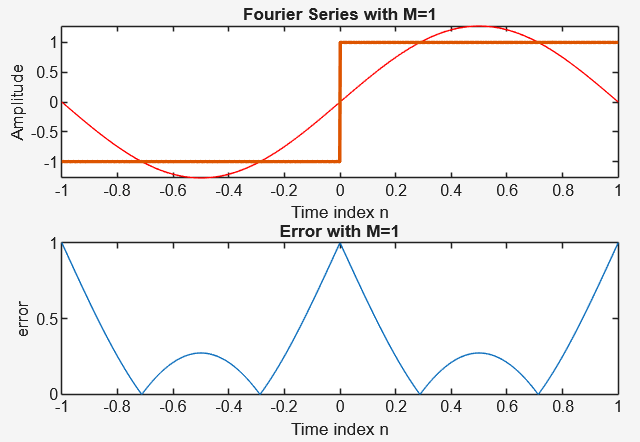 Fourier Series with M=1
Amplitude
1
0.5
0
-0.5
-1
-1 -0.8 -0.6 -0.4 -0.2 0 0.2 0.4 0.6 0.8 1
Time index n
Error with M=1
error
1
0.5
0
-1 -0.8 -0.6 -0.4 -0.2 0 0.2 0.4 0.6 0.8 1
Time index n